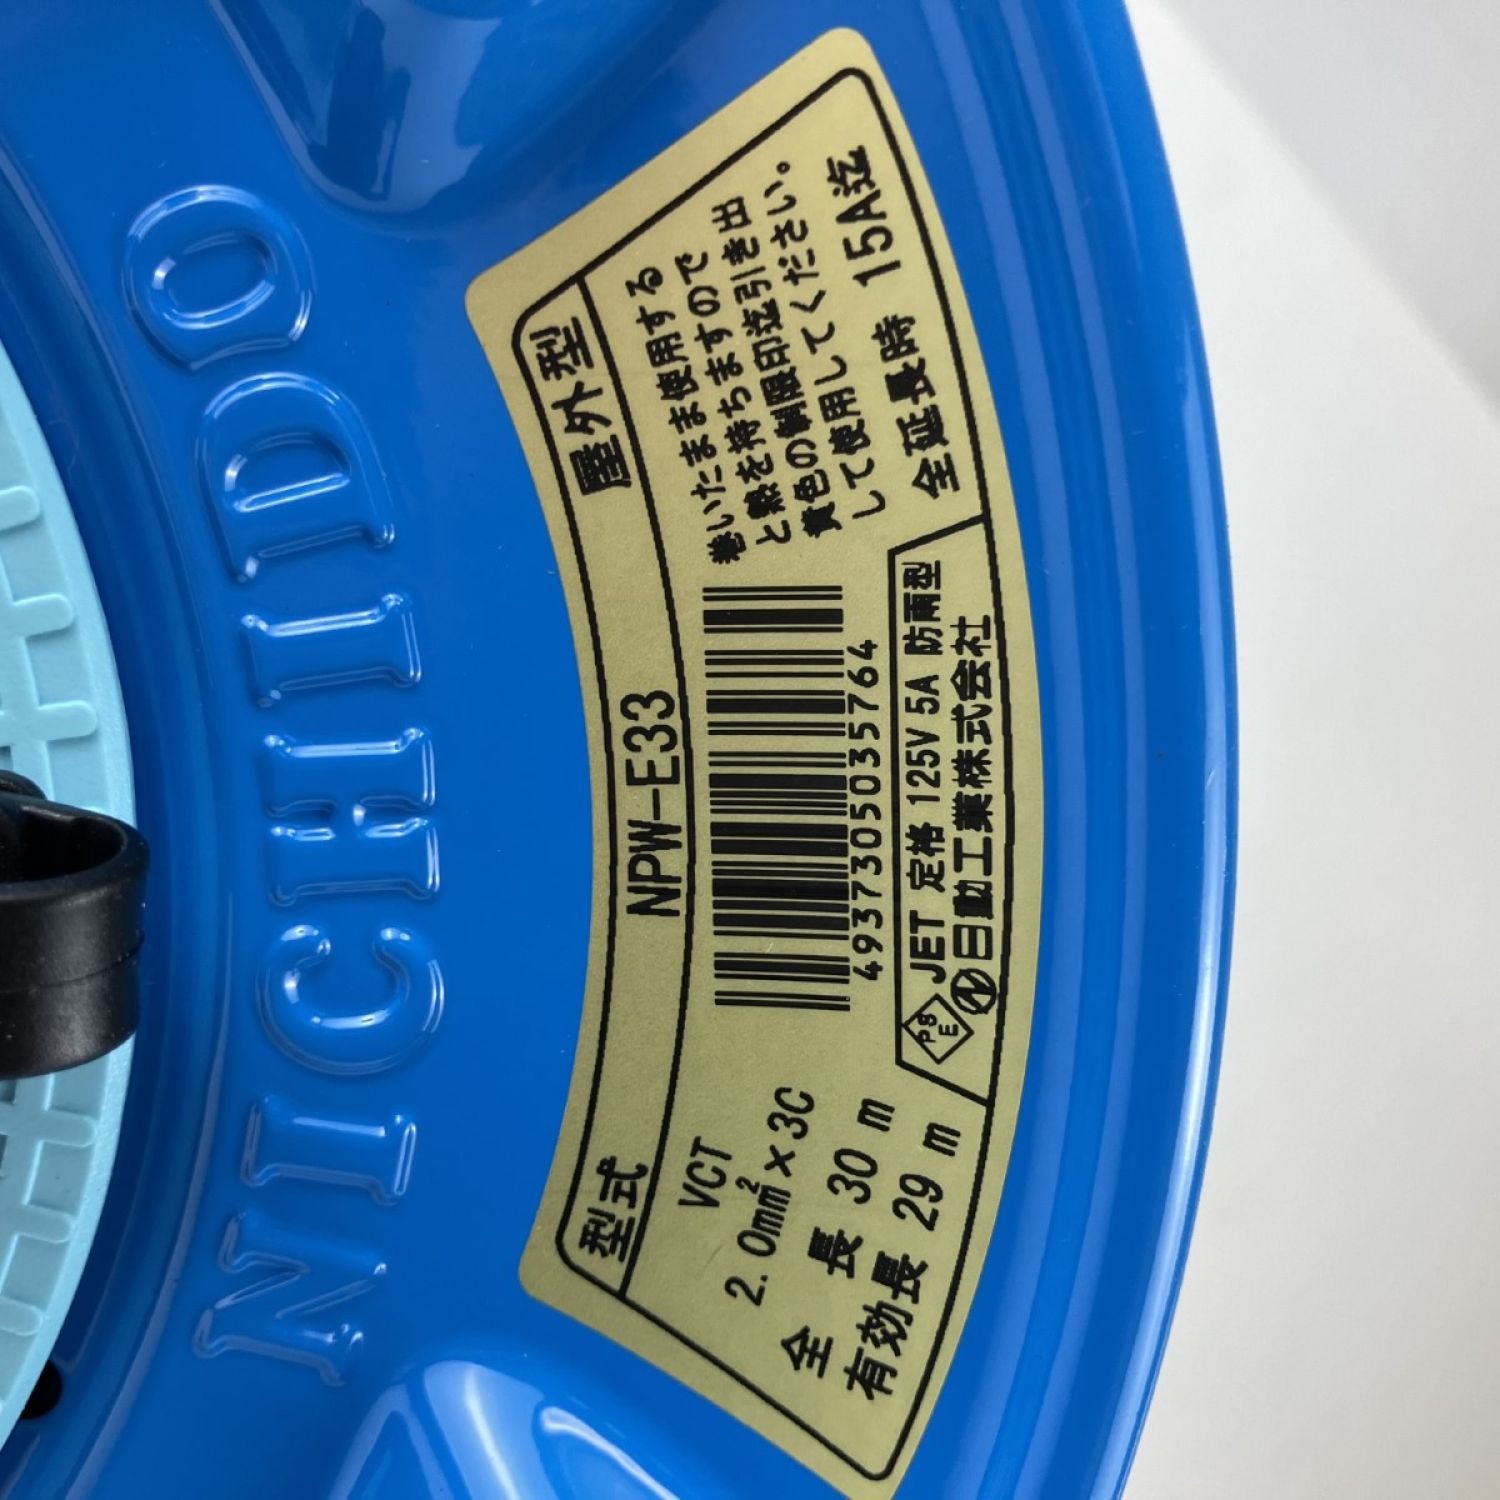 NICHIDO
型式 NPW-E33 屋外型
VCT
2.0mm²×3C
全長 30m
有効長 29m
4937305035764
巻いたまま使用する
と熱を持ちますので
黄色の制限印迄引き出
して使用してください。
全延長時 15A迄
PSE JET 定格 125V 5A 防雨型
日動工業株式会社